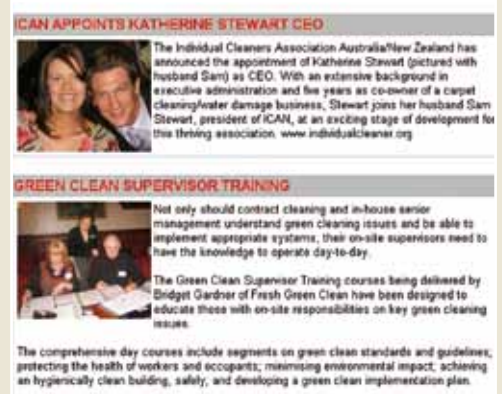 ICAN APPOINTS KATHERINE STEWART CEO
The Individual Cleaners Association Australia/New Zealand has
announced the appointment of Katherine Stewart (pictured with
husband Sam) as CEO. With an extensive background in
executive administration and five years as co-owner of a carpet
cleaning/water damage business, Stewart joins her husband Sam
Stewart, president of ICAN, at an exciting stage of development for
this thriving association. www.individualcleaner.org
GREEN CLEAN SUPERVISOR TRAINING
Not only should contract cleaning and in-house senior
management understand green cleaning issues and be able to
implement appropriate systems, their on-site supervisors need to
have the knowledge to operate day-to-day.
The Green Clean Supervisor Training courses being delivered by
Bridget Gardner of Fresh Green Clean have been designed to
educate those with on-site responsibilities on key green cleaning
issues.
The comprehensive day courses include segments on green clean standards and guidelines;
protecting the health of workers and occupants; minimising environmental impact; achieving
an hygienically clean building, safely, and developing a green clean implementation plan.